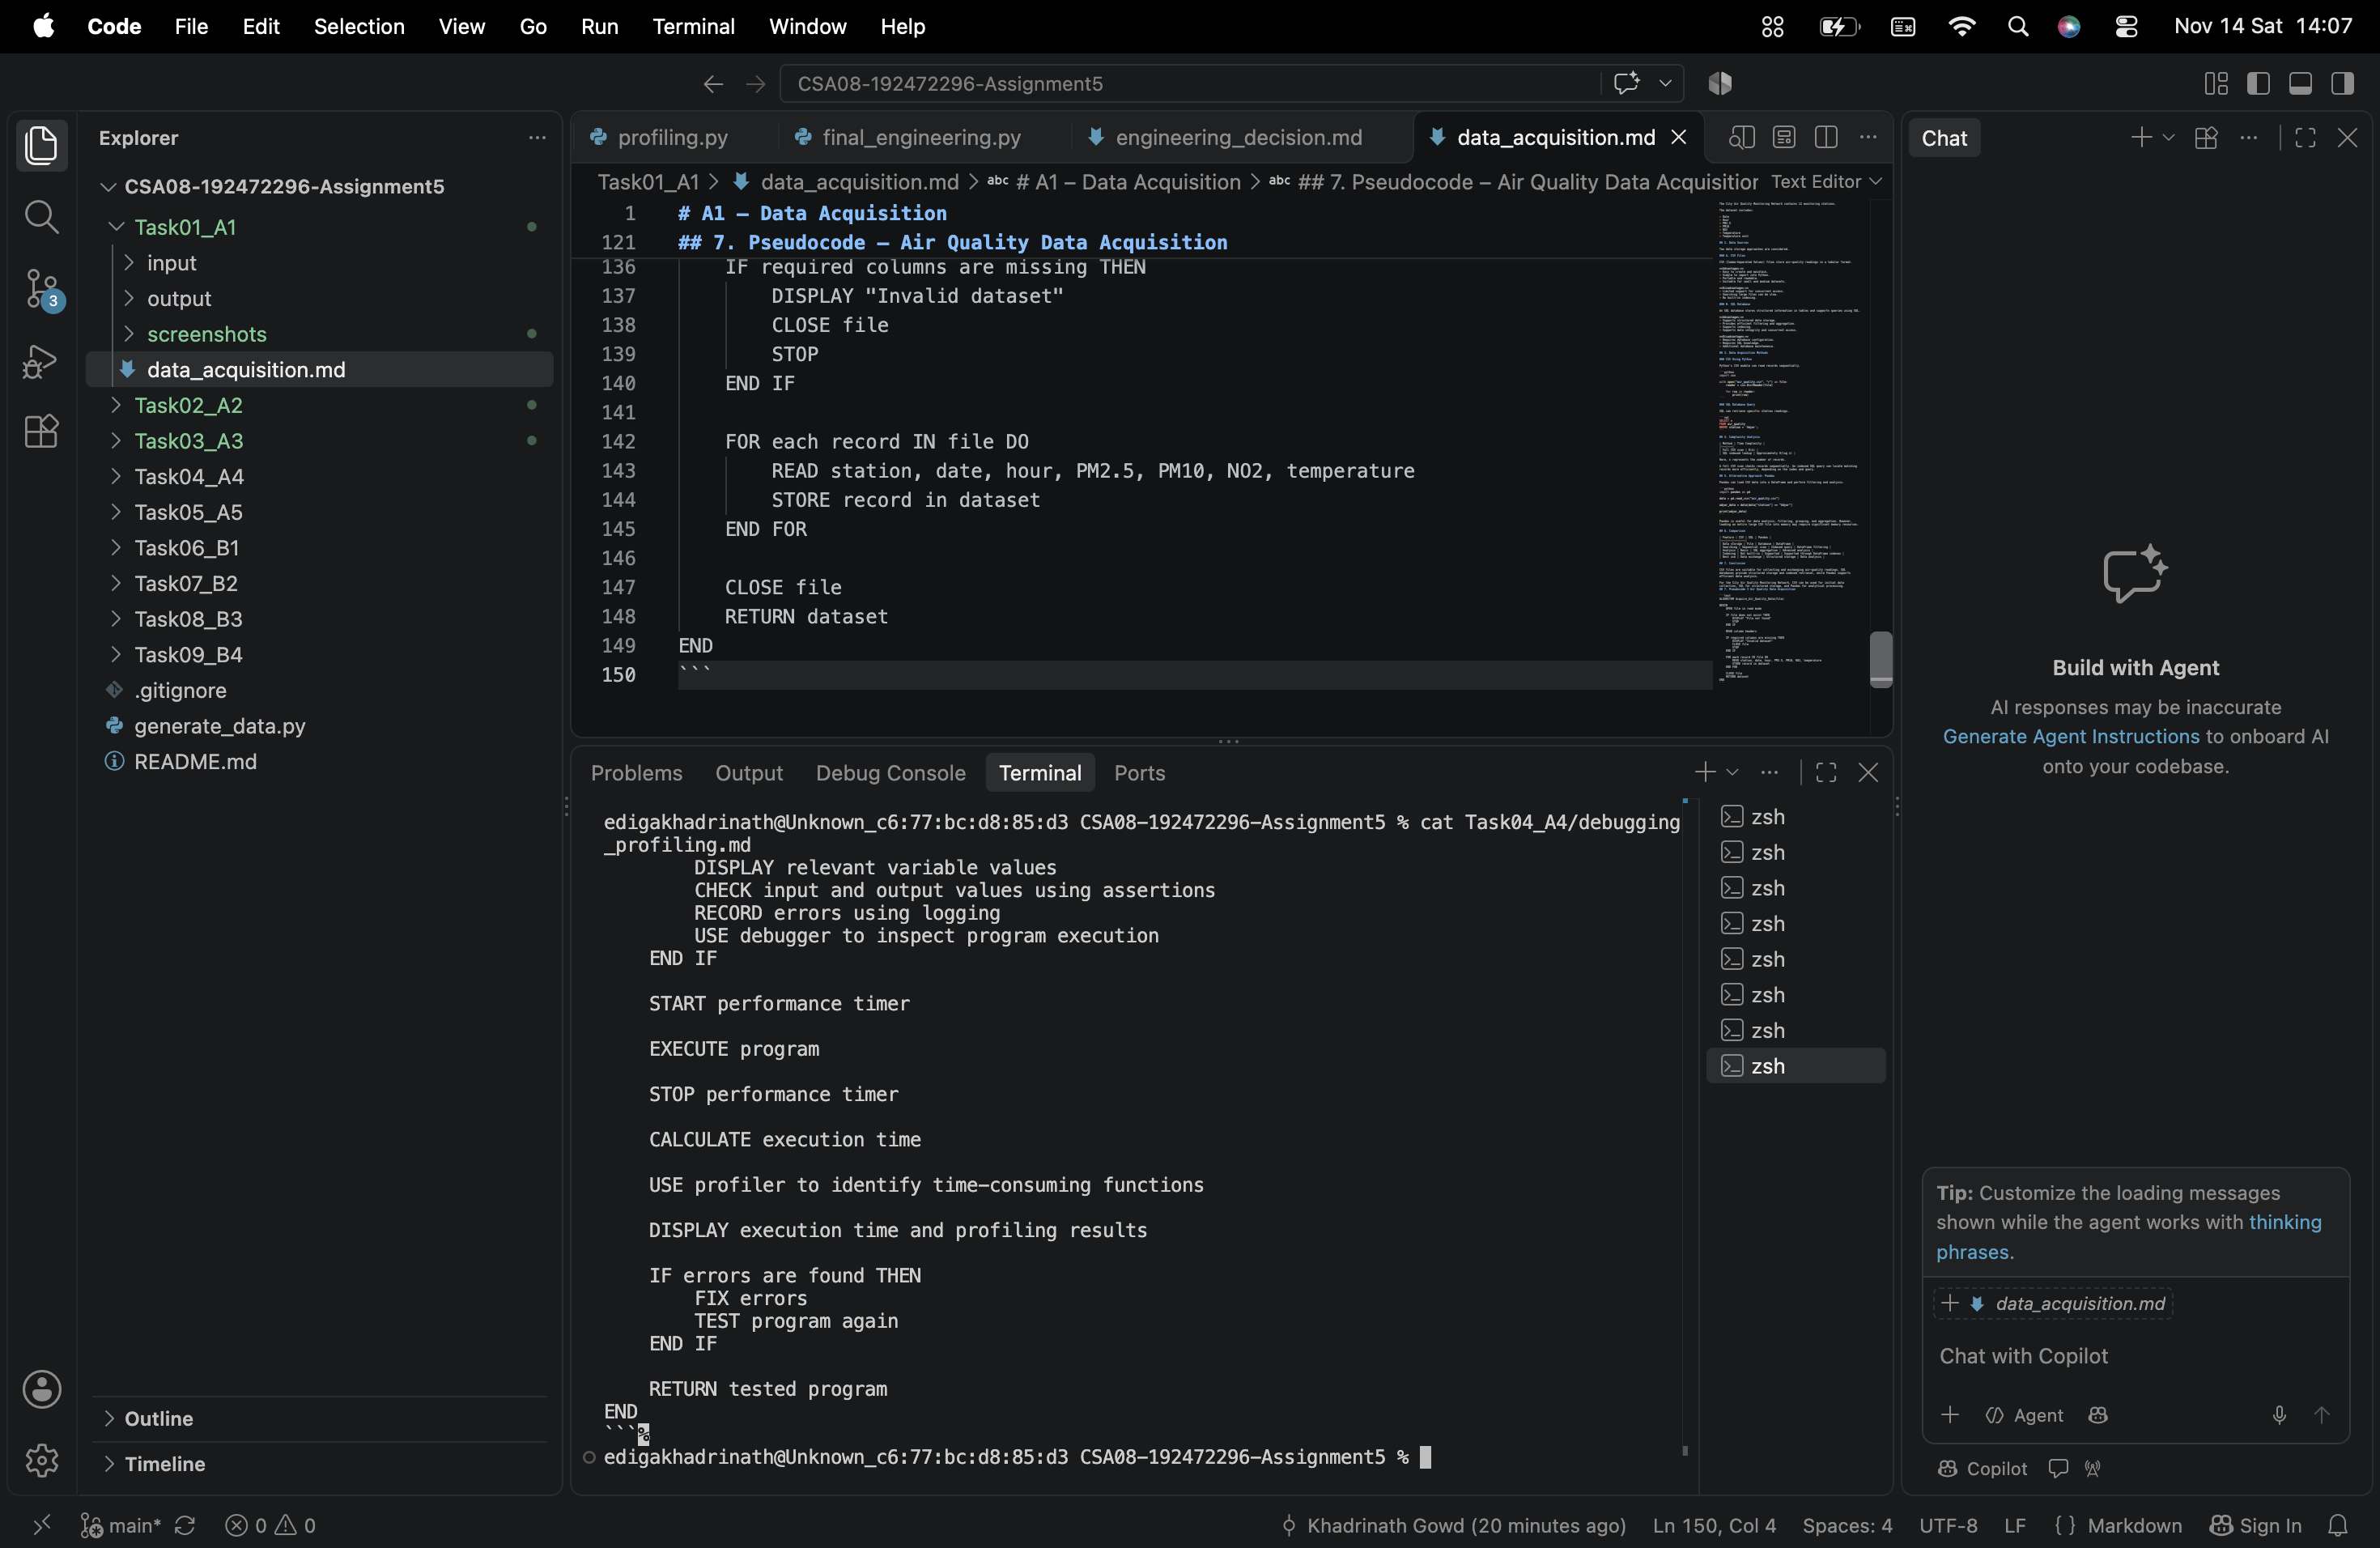 Code File Edit Selection View Go Run Terminal Window Help Nov 14 Sat 14:07
CSA08-192472296-Assignment5
Explorer
CSA08-192472296-Assignment5
Task01_A1
input
output
screenshots
data_acquisition.md
Task02_A2
Task03_A3
Task04_A4
Task05_A5
Task06_B1
Task07_B2
Task08_B3
Task09_B4
.gitignore
generate_data.py
README.md
Outline
Timeline
3
profiling.py final_engineering.py engineering_decision.md data_acquisition.md
Task01_A1 > data_acquisition.md > abc # A1 – Data Acquisition > abc ## 7. Pseudocode – Air Quality Data Acquisition Text Editor
1 # A1 – Data Acquisition
121 ## 7. Pseudocode – Air Quality Data Acquisition
136 IF required columns are missing THEN
137 DISPLAY "Invalid dataset"
138 CLOSE file
139 STOP
140 END IF
141
142 FOR each record IN file DO
143 READ station, date, hour, PM2.5, PM10, NO2, temperature
144 STORE record in dataset
145 END FOR
146
147 CLOSE file
148 RETURN dataset
149 END
150 ```
Problems Output Debug Console Terminal Ports
edigakhadrinath@Unknown_c6:77:bc:d8:85:d3 CSA08-192472296-Assignment5 % cat Task04_A4/debugging
_profiling.md
DISPLAY relevant variable values
CHECK input and output values using assertions
RECORD errors using logging
USE debugger to inspect program execution
END IF
START performance timer
EXECUTE program
STOP performance timer
CALCULATE execution time
USE profiler to identify time-consuming functions
DISPLAY execution time and profiling results
IF errors are found THEN
FIX errors
TEST program again
END IF
RETURN tested program
END
```%
edigakhadrinath@Unknown_c6:77:bc:d8:85:d3 CSA08-192472296-Assignment5 %
zsh
zsh
zsh
zsh
zsh
zsh
zsh
zsh
Chat
Build with Agent
AI responses may be inaccurate
Generate Agent Instructions to onboard AI
onto your codebase.
Tip: Customize the loading messages
shown while the agent works with thinking
phrases.
data_acquisition.md
Chat with Copilot
Agent
Copilot
main* 0 0 Khadrinath Gowd (20 minutes ago) Ln 150, Col 4 Spaces: 4 UTF-8 LF {} Markdown Sign In